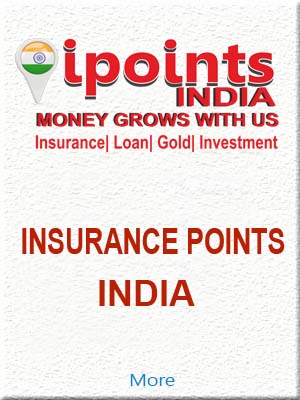 ipoints
INDIA
MONEY GROWS WITH US
Insurance| Loan| Gold| Investment
INSURANCE POINTS
INDIA
More